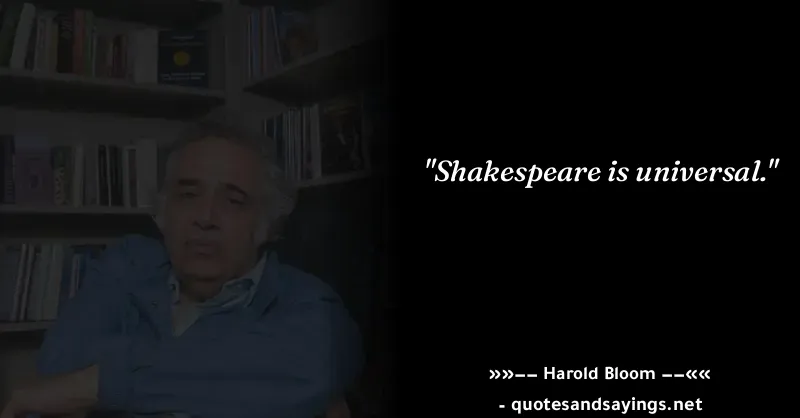 "Shakespeare is universal."
»»–– Harold Bloom ––««
- quotesandsayings.net